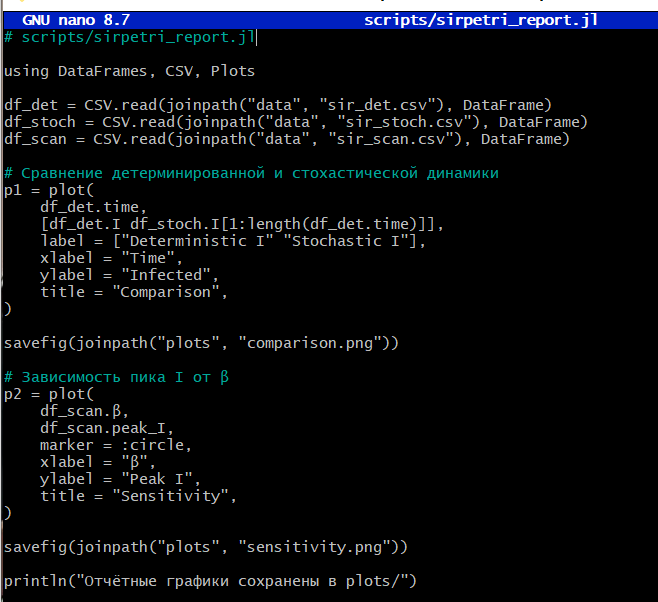 GNU nano 8.7 scripts/sirpetri_report.jl
# scripts/sirpetri_report.jl
using DataFrames, CSV, Plots
df_det = CSV.read(joinpath("data", "sir_det.csv"), DataFrame)
df_stoch = CSV.read(joinpath("data", "sir_stoch.csv"), DataFrame)
df_scan = CSV.read(joinpath("data", "sir_scan.csv"), DataFrame)
# Сравнение детерминированной и стохастической динамики
p1 = plot(
    df_det.time,
    [df_det.I df_stoch.I[1:length(df_det.time)]],
    label = ["Deterministic I" "Stochastic I"],
    xlabel = "Time",
    ylabel = "Infected",
    title = "Comparison",
)
savefig(joinpath("plots", "comparison.png"))
# Зависимость пика I от β
p2 = plot(
    df_scan.β,
    df_scan.peak_I,
    marker = :circle,
    xlabel = "β",
    ylabel = "Peak I",
    title = "Sensitivity",
)
savefig(joinpath("plots", "sensitivity.png"))
println("Отчётные графики сохранены в plots/")